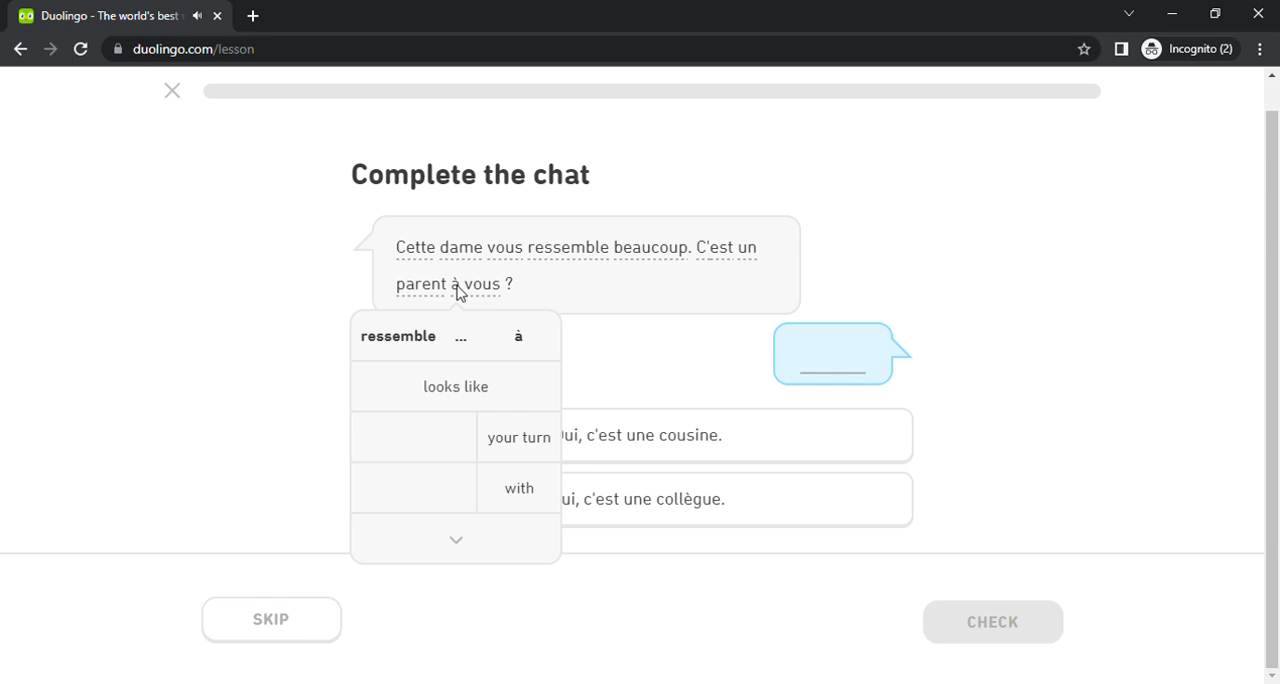 Duolingo - The world's best
duolingo.com/lesson
Incognito (2)
Complete the chat
Cette dame vous ressemble beaucoup. C'est un
parent à vous ?
ressemble ... à
looks like
your turn
with
ui, c'est une cousine.
ui, c'est une collègue.
SKIP
CHECK